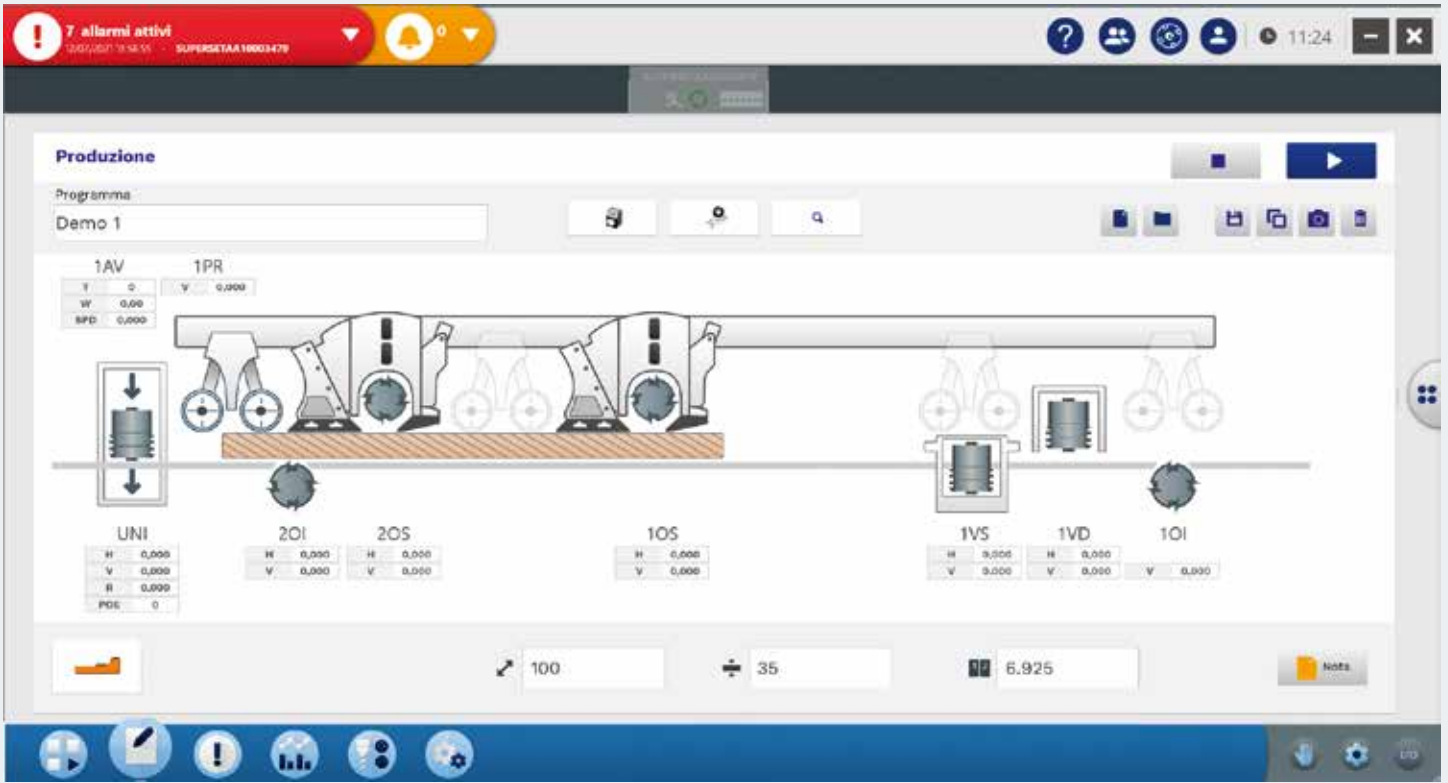 7 allarmi attivi
SUPERSETAA10003479
0
11:24
Produzione
Programma
Demo 1
1AV 1PR
T 0 V 0,000
W 0,00
SPD 0,000
UNI 2OI 2OS 1OS 1VS 1VD 1OI
H 0,000 H 0,000 H 0,000 H 0,000 H 0,000 H 0,000
V 0,000 V 0,000 V 0,000 V 0,000 V 0,000 V 0,000 V 0,000
R 0,000
POS 0
100 35 6.925 Nota